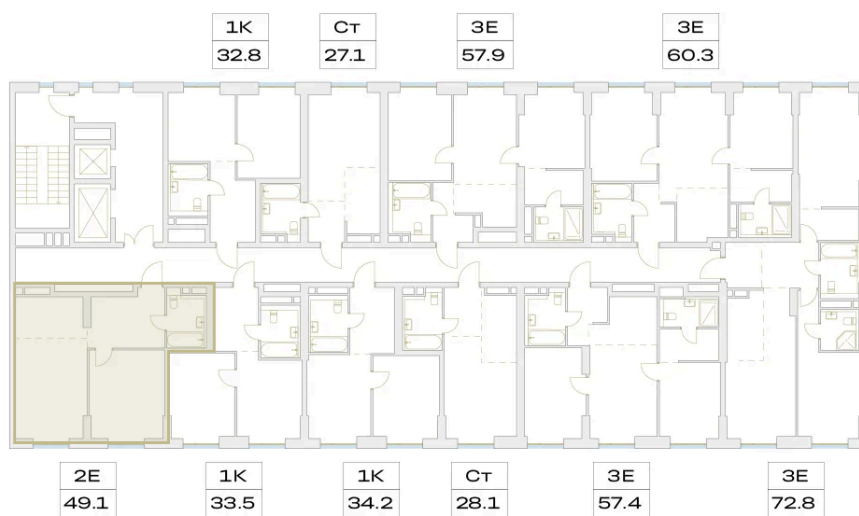 1К
32.8
Ст
27.1
3Е
57.9
3Е
60.3
2Е
49.1
1К
33.5
1К
34.2
Ст
28.1
3Е
57.4
3Е
72.8